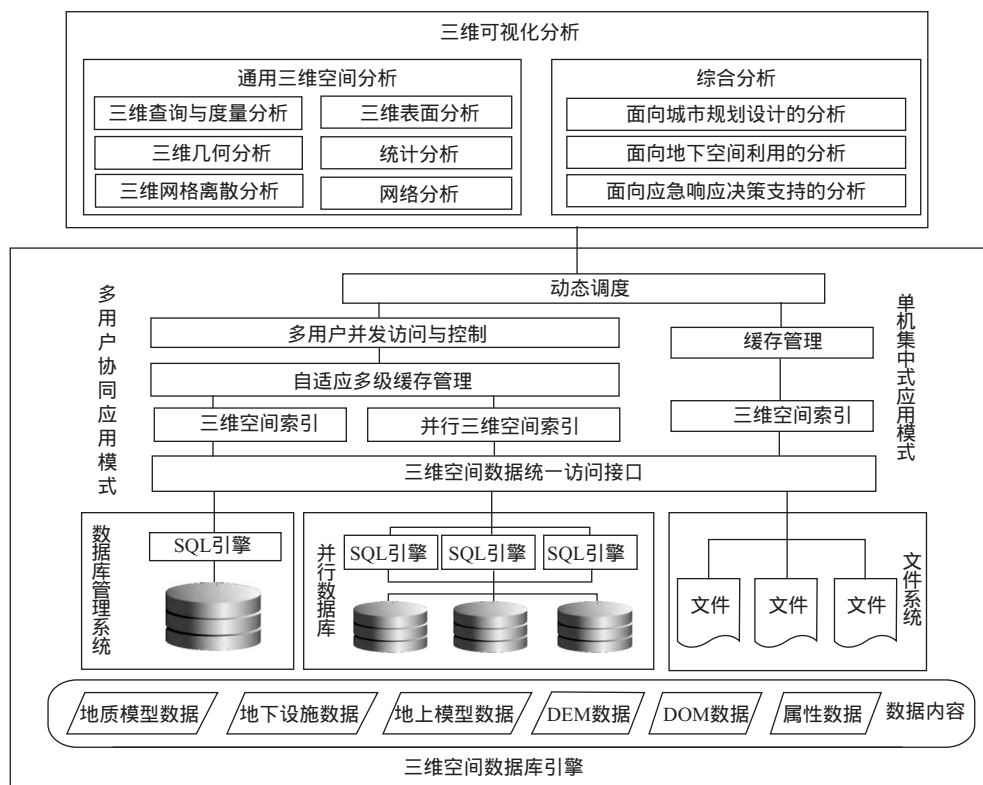 三维可视化分析
通用三维空间分析
三维查询与度量分析
三维表面分析
三维几何分析
统计分析
三维网格离散分析
网络分析
综合分析
面向城市规划设计的分析
面向地下空间利用的分析
面向应急响应决策支持的分析
多用户协同应用模式
动态调度
单机集中式应用模式
多用户并发访问与控制
缓存管理
自适应多级缓存管理
三维空间索引
并行三维空间索引
三维空间索引
三维空间数据统一访问接口
数据库管理系统
SQL引擎
并行数据库
SQL引擎
SQL引擎
SQL引擎
文件
文件
文件
文件系统
地质模型数据
地下设施数据
地上模型数据
DEM数据
DOM数据
属性数据
数据内容
三维空间数据库引擎